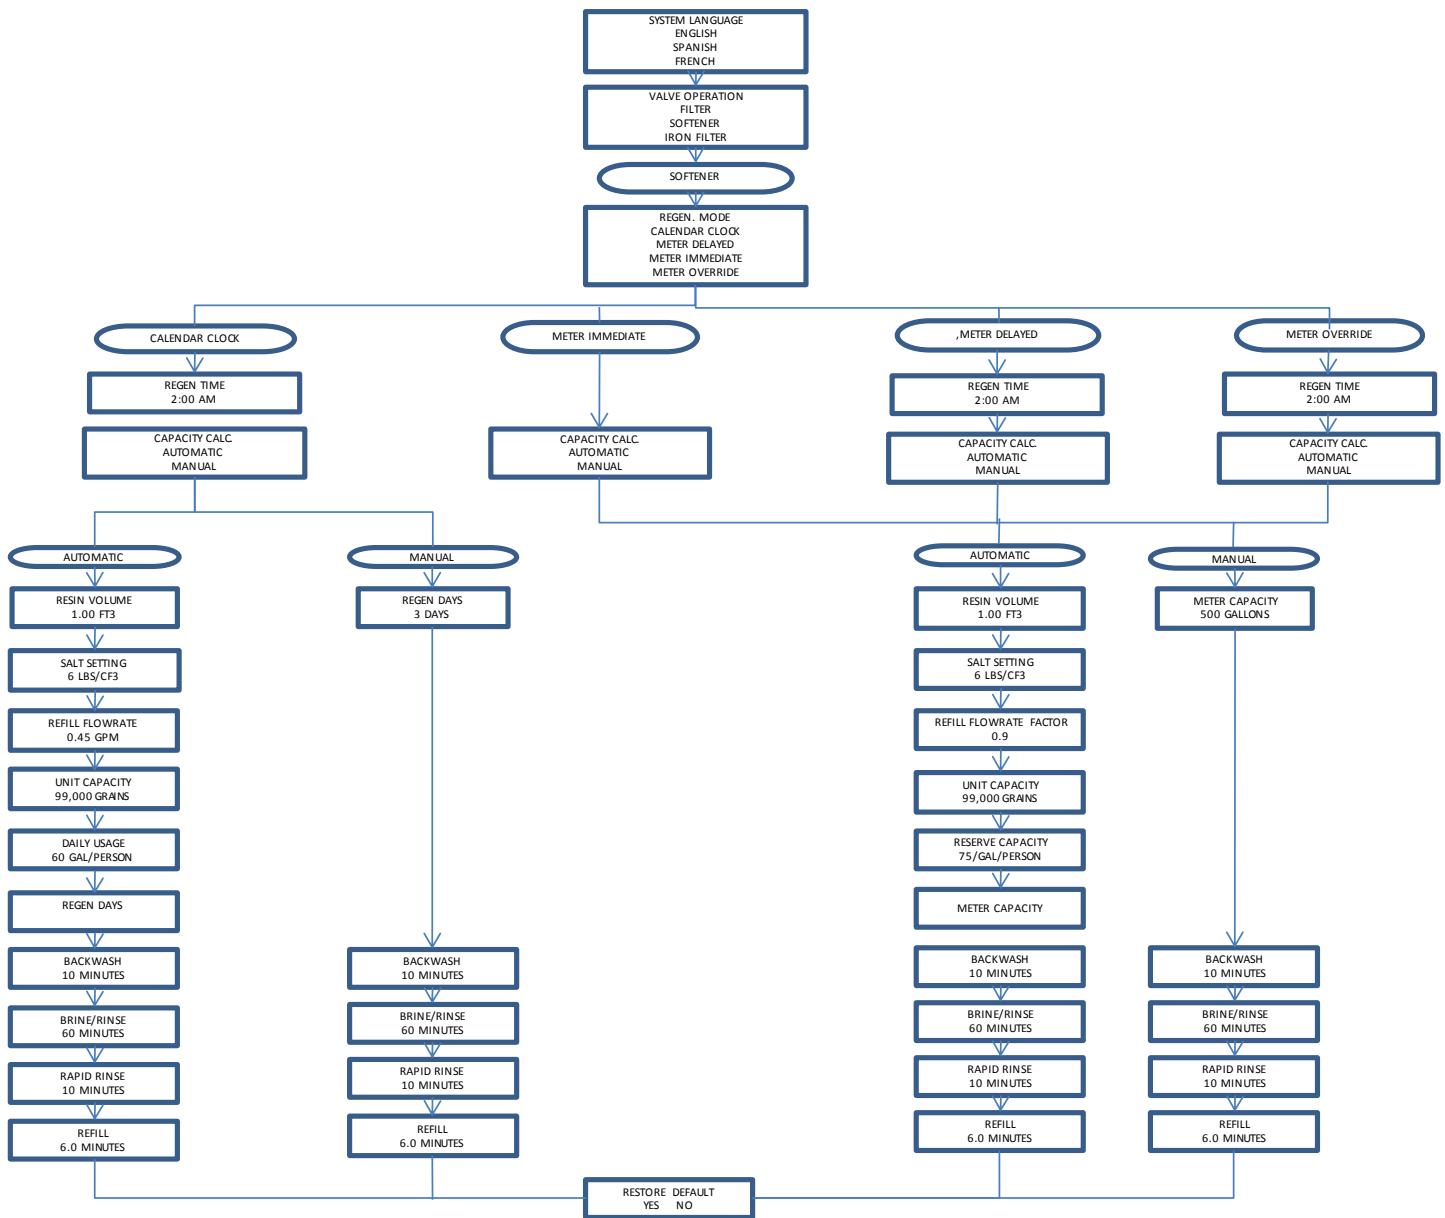 SYSTEM LANGUAGE
ENGLISH
SPANISH
FRENCH
VALVE OPERATION
FILTER
SOFTENER
IRON FILTER
SOFTENER
REGEN. MODE
CALENDAR CLOCK
METER DELAYED
METER IMMEDIATE
METER OVERRIDE
CALENDAR CLOCK
REGEN TIME
2:00 AM
CAPACITY CALC.
AUTOMATIC
MANUAL
METER IMMEDIATE
CAPACITY CALC.
AUTOMATIC
MANUAL
,METER DELAYED
REGEN TIME
2:00 AM
CAPACITY CALC.
AUTOMATIC
MANUAL
METER OVERRIDE
REGEN TIME
2:00 AM
CAPACITY CALC.
AUTOMATIC
MANUAL
AUTOMATIC
RESIN VOLUME
1.00 FT3
SALT SETTING
6 LBS/CF3
REFILL FLOWRATE
0.45 GPM
UNIT CAPACITY
99,000 GRAINS
DAILY USAGE
60 GAL/PERSON
REGEN DAYS
BACKWASH
10 MINUTES
BRINE/RINSE
60 MINUTES
RAPID RINSE
10 MINUTES
REFILL
6.0 MINUTES
MANUAL
REGEN DAYS
3 DAYS
BACKWASH
10 MINUTES
BRINE/RINSE
60 MINUTES
RAPID RINSE
10 MINUTES
REFILL
6.0 MINUTES
AUTOMATIC
RESIN VOLUME
1.00 FT3
SALT SETTING
6 LBS/CF3
REFILL FLOWRATE FACTOR
0.9
UNIT CAPACITY
99,000 GRAINS
RESERVE CAPACITY
75/GAL/PERSON
METER CAPACITY
BACKWASH
10 MINUTES
BRINE/RINSE
60 MINUTES
RAPID RINSE
10 MINUTES
REFILL
6.0 MINUTES
MANUAL
METER CAPACITY
500 GALLONS
BACKWASH
10 MINUTES
BRINE/RINSE
60 MINUTES
RAPID RINSE
10 MINUTES
REFILL
6.0 MINUTES
RESTORE DEFAULT
YES NO